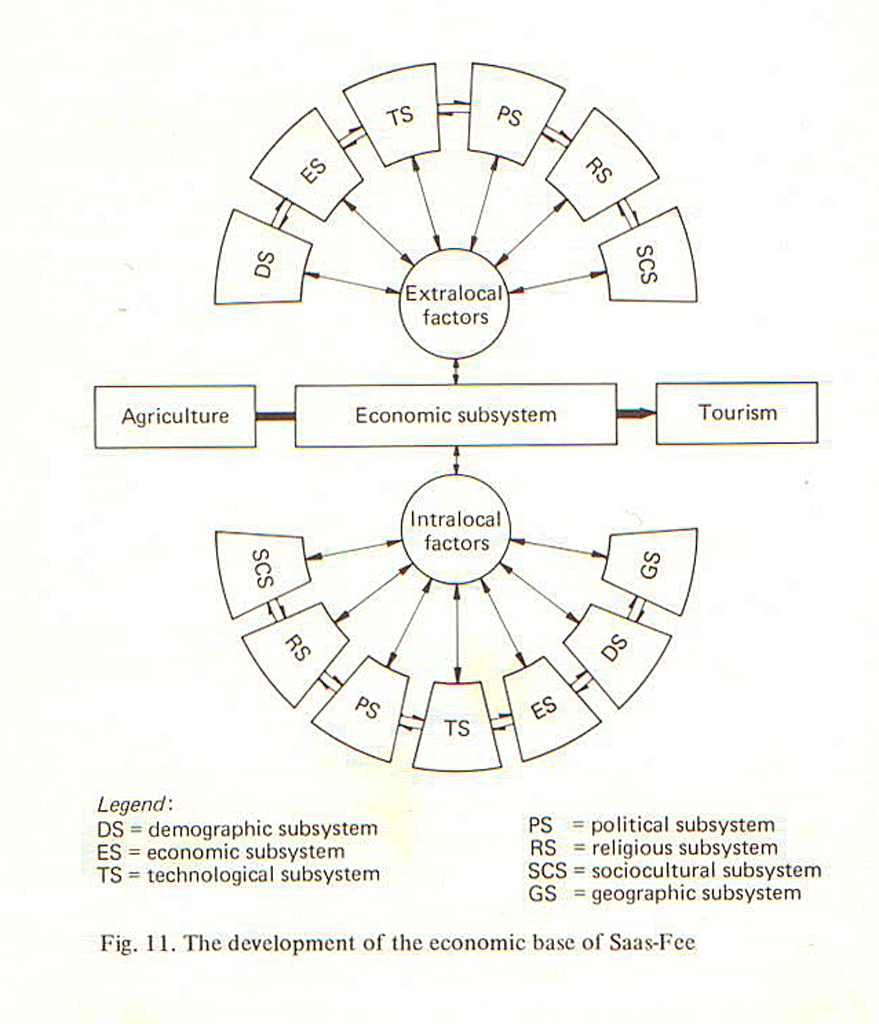 TS
PS
ES
RS
DS
SCS
Extralocal
factors
Agriculture
Economic subsystem
Tourism
Intralocal
factors
SCS
GS
RS
DS
PS
ES
TS
Legend:
DS = demographic subsystem
ES = economic subsystem
TS = technological subsystem
PS = political subsystem
RS = religious subsystem
SCS = sociocultural subsystem
GS = geographic subsystem
Fig. 11. The development of the economic base of Saas-Fee